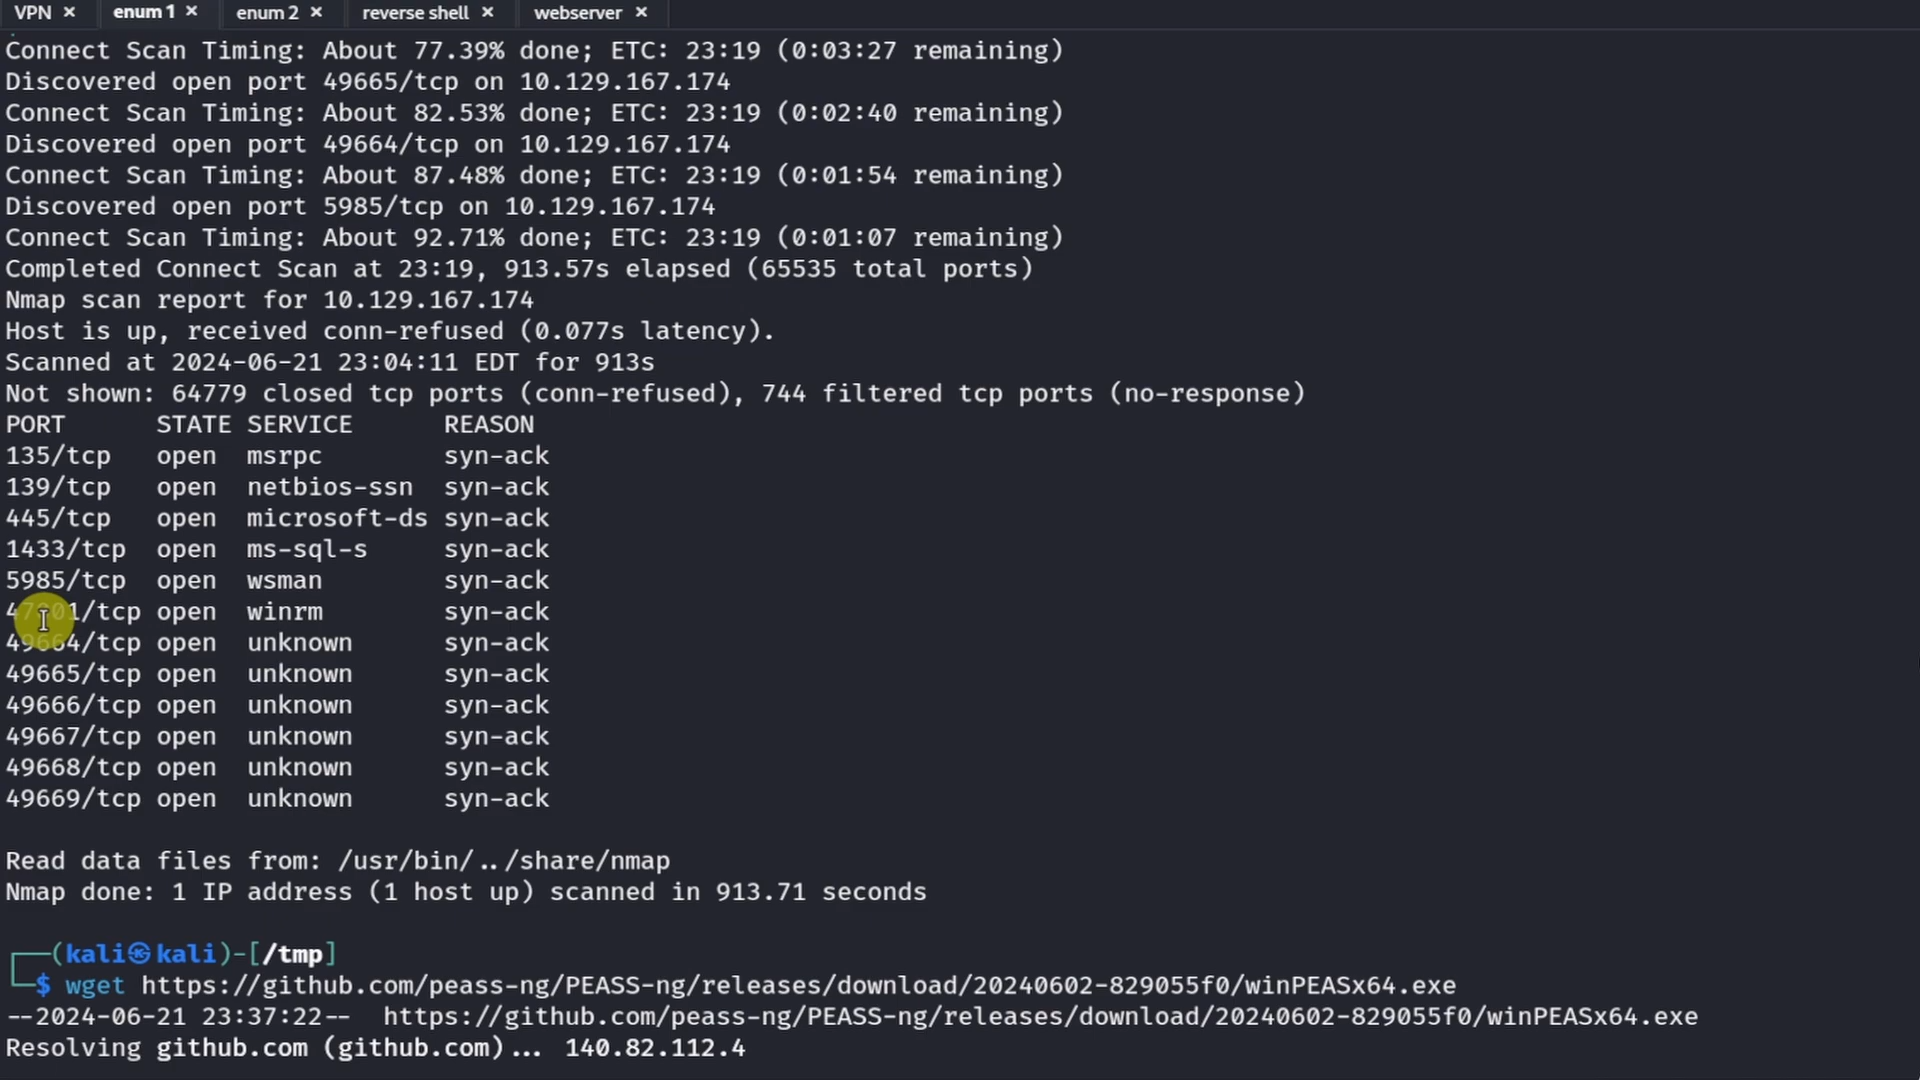 VPN × enum 1 × enum 2 × reverse shell × webserver ×
Connect Scan Timing: About 77.39% done; ETC: 23:19 (0:03:27 remaining)
Discovered open port 49665/tcp on 10.129.167.174
Connect Scan Timing: About 82.53% done; ETC: 23:19 (0:02:40 remaining)
Discovered open port 49664/tcp on 10.129.167.174
Connect Scan Timing: About 87.48% done; ETC: 23:19 (0:01:54 remaining)
Discovered open port 5985/tcp on 10.129.167.174
Connect Scan Timing: About 92.71% done; ETC: 23:19 (0:01:07 remaining)
Completed Connect Scan at 23:19, 913.57s elapsed (65535 total ports)
Nmap scan report for 10.129.167.174
Host is up, received conn-refused (0.077s latency).
Scanned at 2024-06-21 23:04:11 EDT for 913s
Not shown: 64779 closed tcp ports (conn-refused), 744 filtered tcp ports (no-response)
PORT STATE SERVICE REASON
135/tcp open msrpc syn-ack
139/tcp open netbios-ssn syn-ack
445/tcp open microsoft-ds syn-ack
1433/tcp open ms-sql-s syn-ack
5985/tcp open wsman syn-ack
47001/tcp open winrm syn-ack
49664/tcp open unknown syn-ack
49665/tcp open unknown syn-ack
49666/tcp open unknown syn-ack
49667/tcp open unknown syn-ack
49668/tcp open unknown syn-ack
49669/tcp open unknown syn-ack
Read data files from: /usr/bin/../share/nmap
Nmap done: 1 IP address (1 host up) scanned in 913.71 seconds
┌──(kali㉿kali)-[/tmp]
└─$ wget https://github.com/peass-ng/PEASS-ng/releases/download/20240602-829055f0/winPEASx64.exe
--2024-06-21 23:37:22-- https://github.com/peass-ng/PEASS-ng/releases/download/20240602-829055f0/winPEASx64.exe
Resolving github.com (github.com)... 140.82.112.4